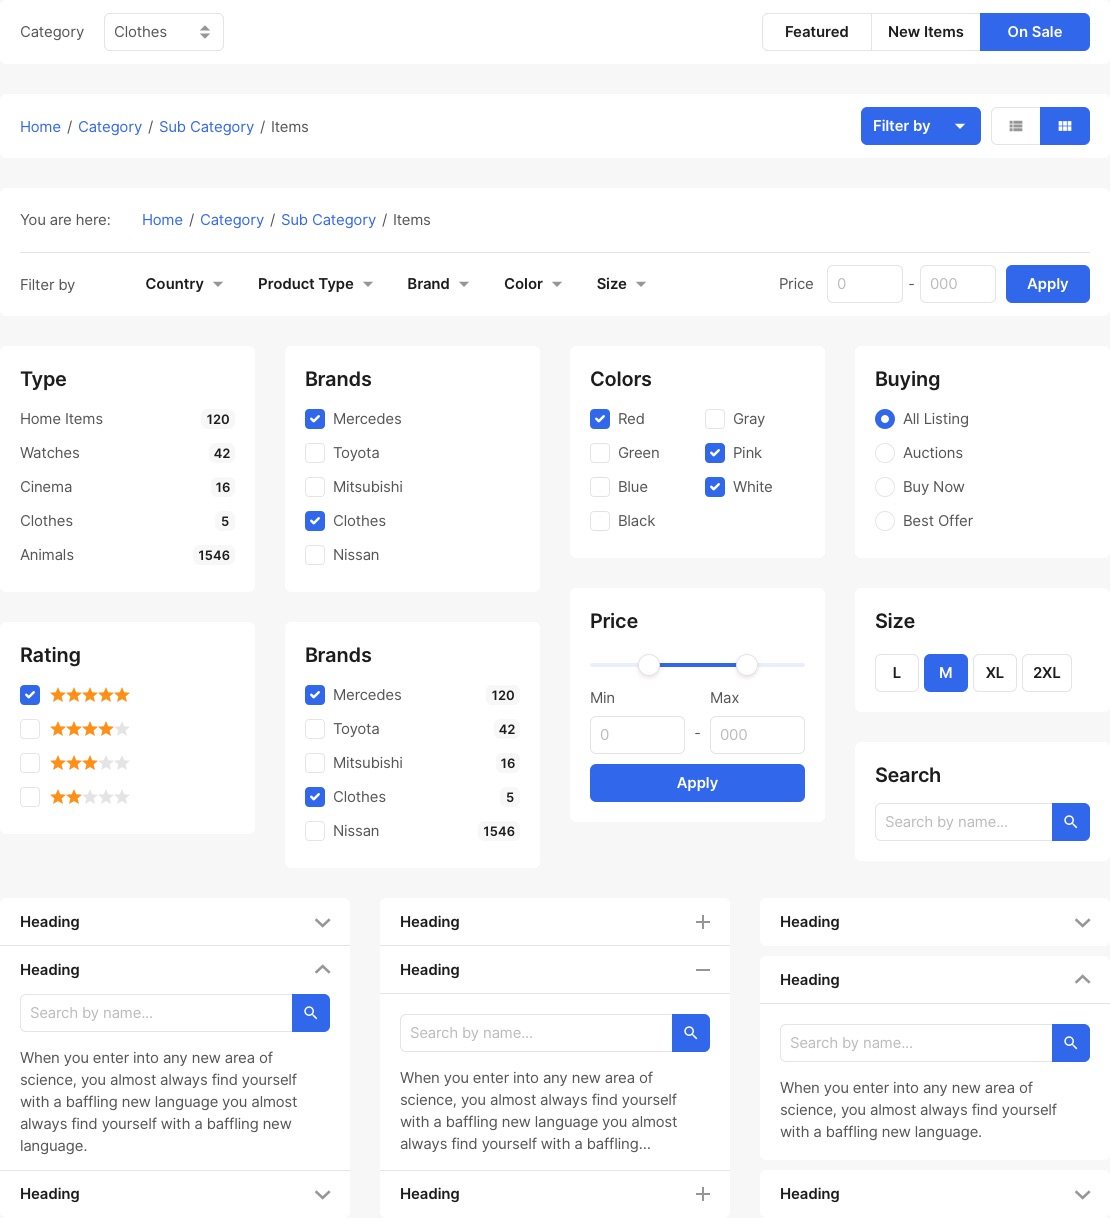 Category Clothes Featured New Items On Sale
Home / Category / Sub Category / Items Filter by
You are here: Home / Category / Sub Category / Items
Filter by Country Product Type Brand Color Size Price 0 - 000 Apply
Type
Home Items 120
Watches 42
Cinema 16
Clothes 5
Animals 1546
Brands
Mercedes
Toyota
Mitsubishi
Clothes
Nissan
Colors
Red Gray
Green Pink
Blue White
Black
Buying
All Listing
Auctions
Buy Now
Best Offer
Rating
Brands
Mercedes 120
Toyota 42
Mitsubishi 16
Clothes 5
Nissan 1546
Price
Min Max
0 - 000
Apply
Size
L M XL 2XL
Search
Search by name...
Heading
Heading
Search by name...
When you enter into any new area of
science, you almost always find yourself
with a baffling new language you almost
always find yourself with a baffling new
language.
Heading
Heading
Heading
Search by name...
When you enter into any new area of
science, you almost always find yourself
with a baffling new language you almost
always find yourself with a baffling...
Heading
Heading
Heading
Search by name...
When you enter into any new area of
science, you almost always find yourself
with a baffling new language.
Heading